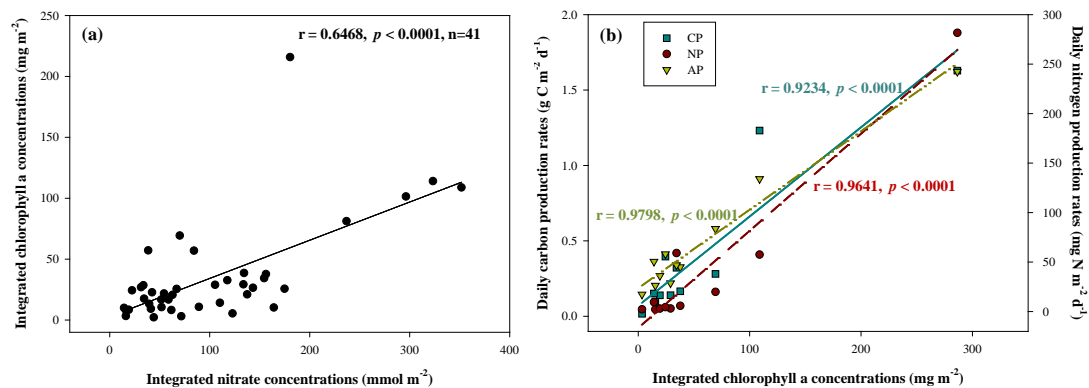 (a)
r = 0.6468, p < 0.0001, n=41
Integrated chlorophyll a concentrations (mg m-2)
250
200
150
100
50
0
0 100 200 300 400
Integrated nitrate concentrations (mmol m-2)
(b)
CP
NP
AP
r = 0.9234, p < 0.0001
r = 0.9641, p < 0.0001
r = 0.9798, p < 0.0001
Daily carbon production rates (g C m-2 d-1)
2.0
1.5
1.0
0.5
0.0
Daily nitrogen production rates (mg N m-2 d-1)
300
250
200
150
100
50
0
0 100 200 300
Integrated chlorophyll a concentrations (mg m-2)